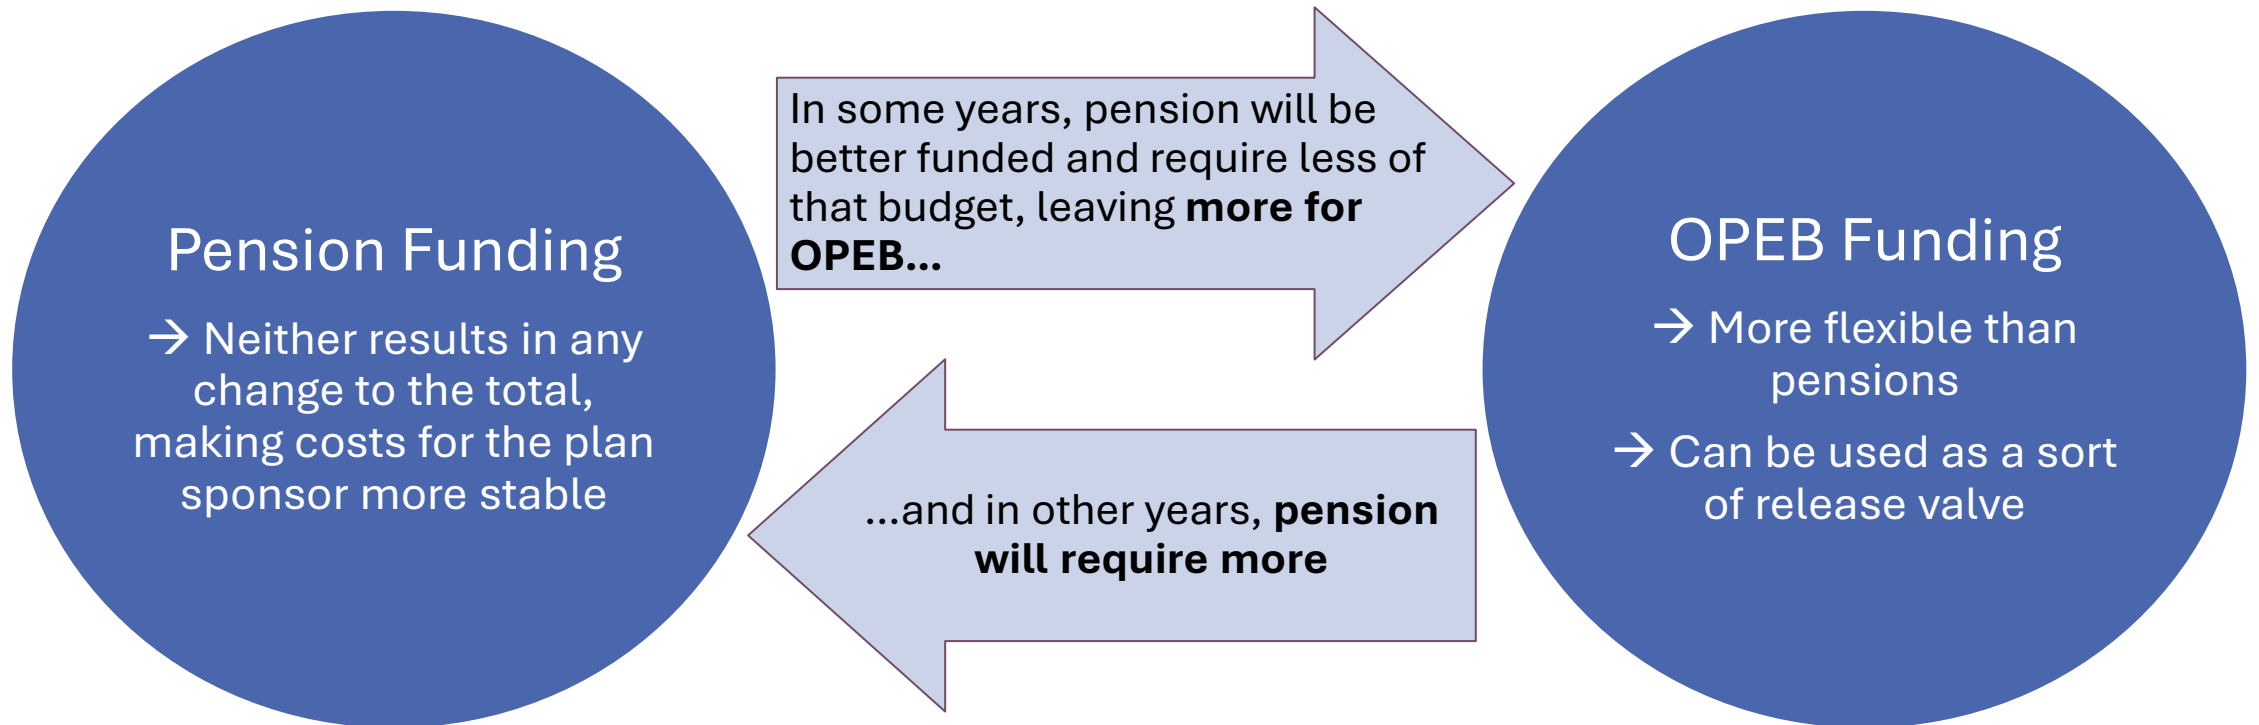 Pension Funding
→ Neither results in any
change to the total,
making costs for the plan
sponsor more stable
In some years, pension will be
better funded and require less of
that budget, leaving more for
OPEB...
...and in other years, pension
will require more
OPEB Funding
→ More flexible than
pensions
→ Can be used as a sort
of release valve